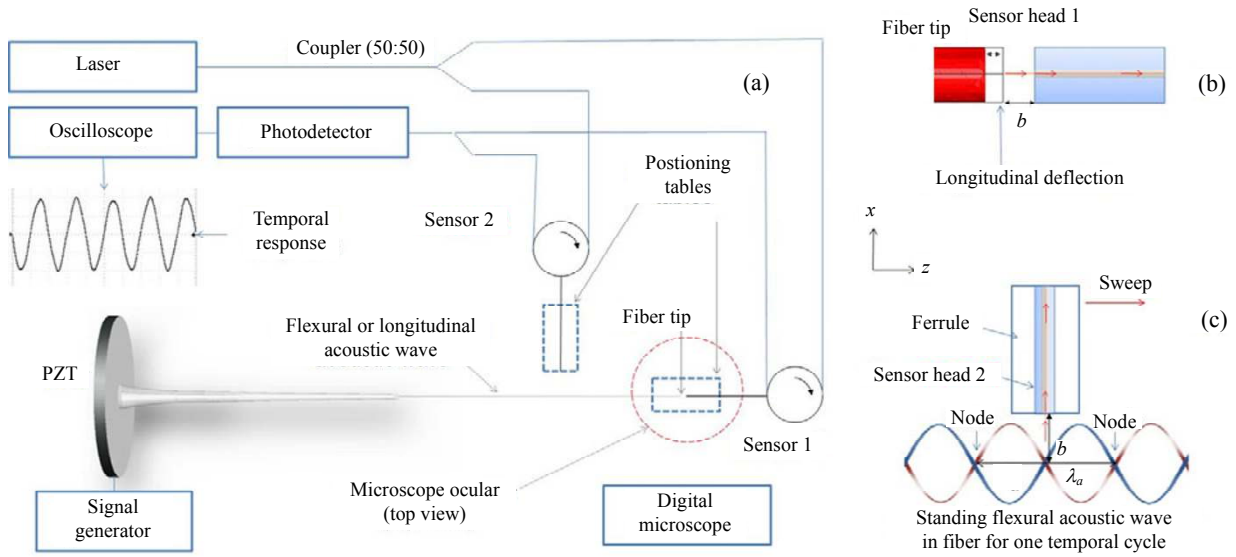 Laser
Coupler (50:50)
(a)
Oscilloscope
Photodetector
Postioning
tables
Temporal
response
Sensor 2
Flexural or longitudinal
acoustic wave
Fiber tip
PZT
Sensor 1
Signal
generator
Microscope ocular
(top view)
Digital
microscope
Sensor head 1
Fiber tip
(b)
b
Longitudinal deflection
x
z
Sweep
(c)
Ferrule
Sensor head 2
Node
Node
b
λa
Standing flexural acoustic wave
in fiber for one temporal cycle